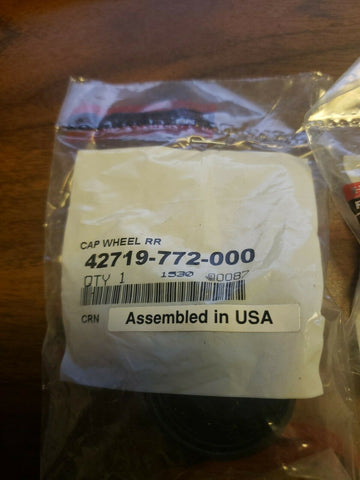 CAP WHEEL RR
42719-772-000
QTY 1 1530 00087
CRN Assembled in USA